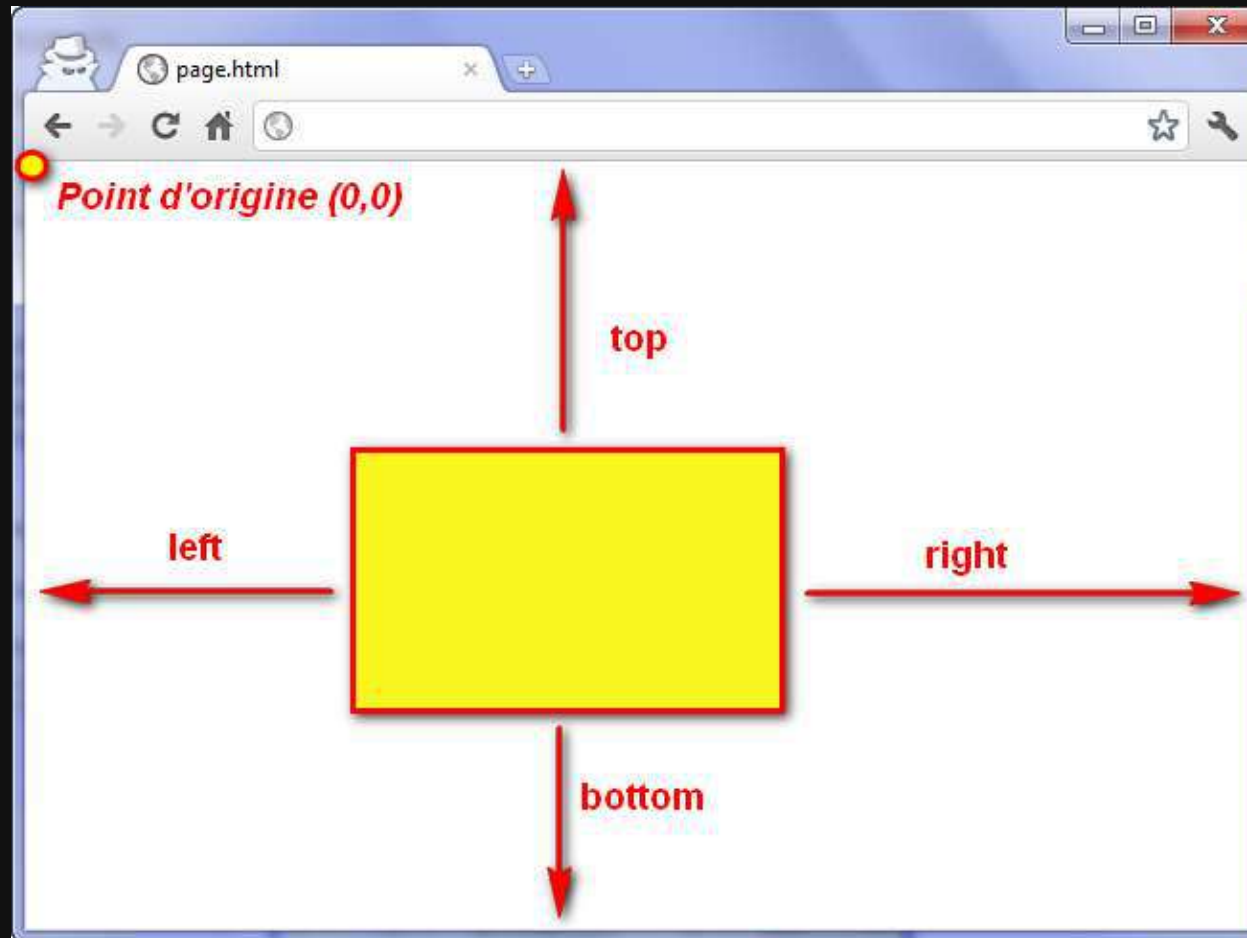 page.html
Point d'origine (0,0)
top
left
right
bottom